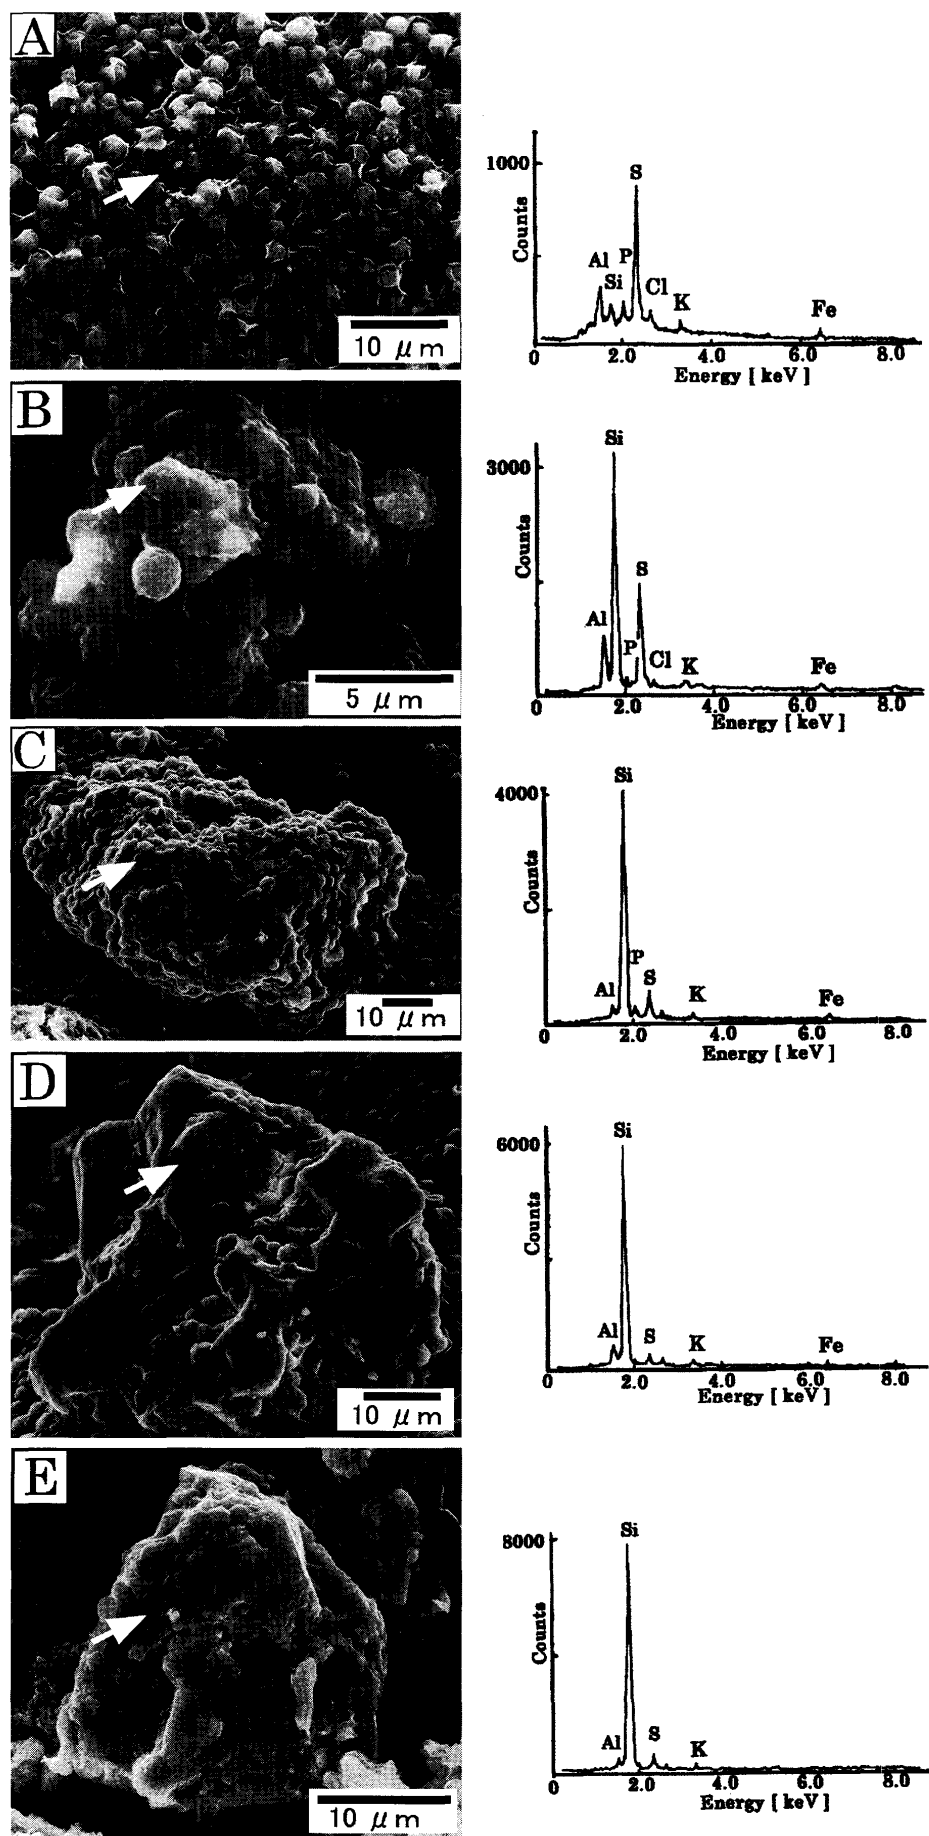 A
10 μm
1000
Counts
S
P
Al
Si
Cl
K
Fe
0 2.0 4.0 6.0 8.0
Energy [ keV ]
B
5 μm
Si
3000
Counts
S
Al
P
Cl
K
Fe
0 2.0 4.0 6.0 8.0
Energy [ keV ]
C
10 μm
Si
4000
Counts
P
S
Al
K
Fe
0 2.0 4.0 6.0 8.0
Energy [ keV ]
D
10 μm
Si
6000
Counts
Al
S
K
Fe
0 2.0 4.0 6.0 8.0
Energy [ keV ]
E
10 μm
Si
8000
Counts
Al
S
K
0 2.0 4.0 6.0 8.0
Energy [ keV ]